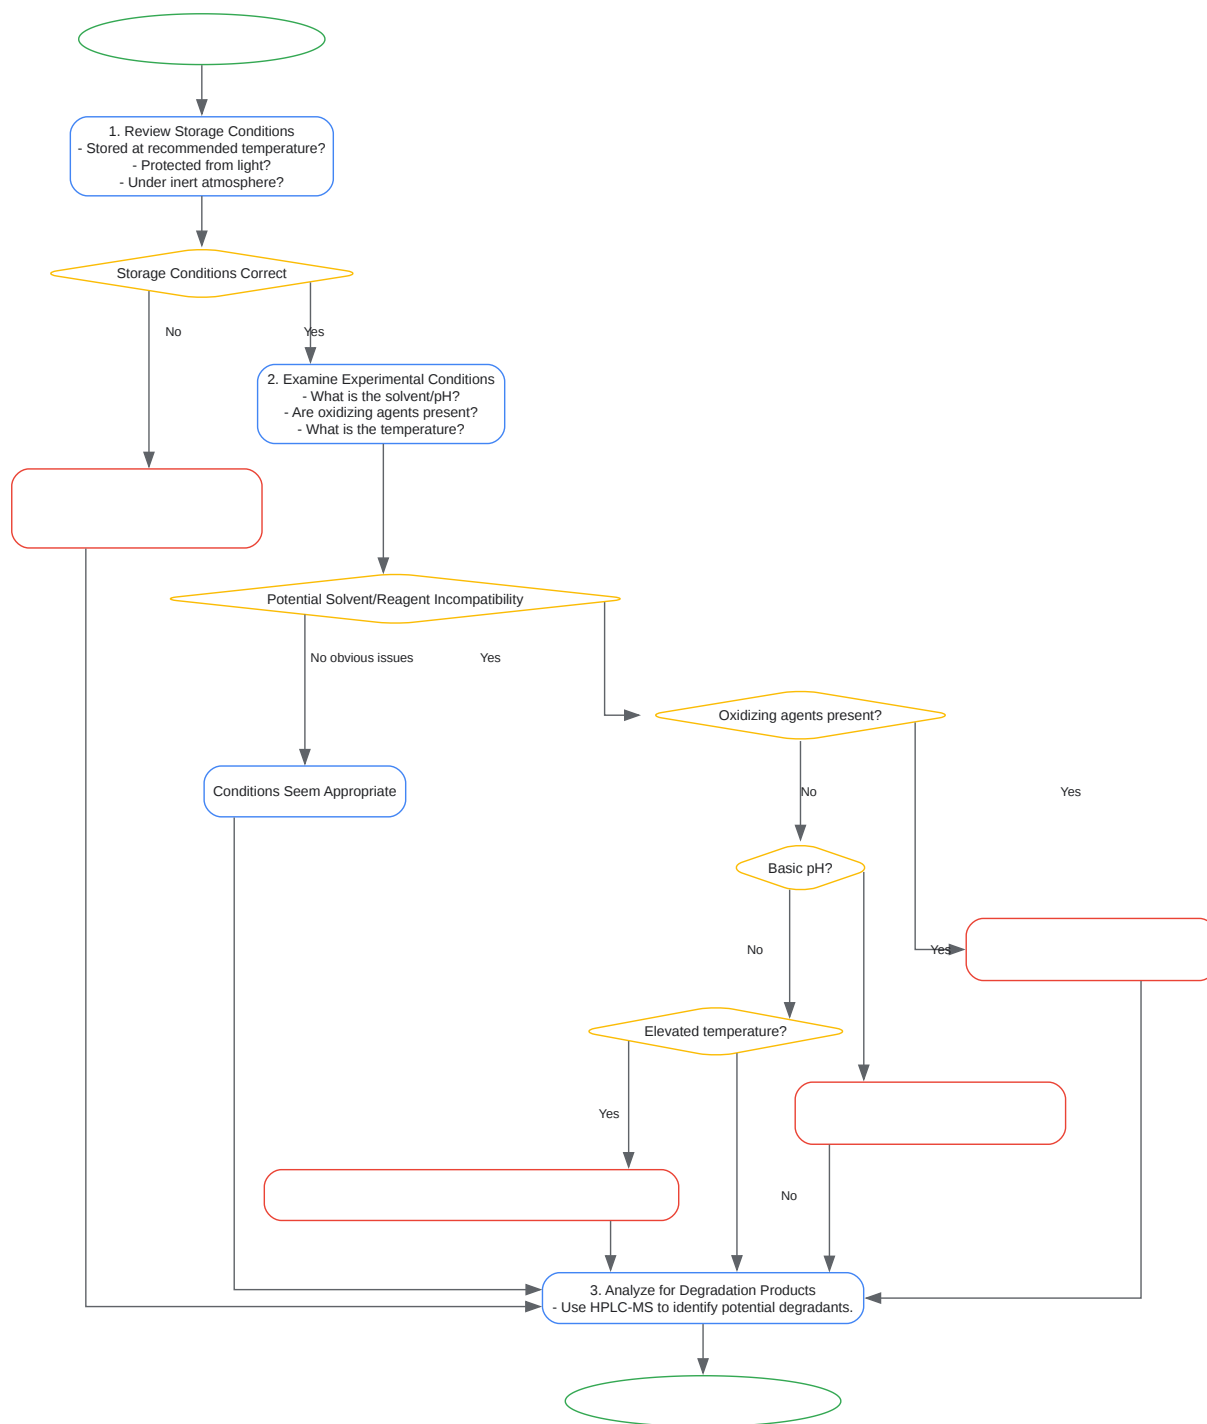 1. Review Storage Conditions
- Stored at recommended temperature?
- Protected from light?
- Under inert atmosphere?
Storage Conditions Correct
No
Yes
2. Examine Experimental Conditions
- What is the solvent/pH?
- Are oxidizing agents present?
- What is the temperature?
Potential Solvent/Reagent Incompatibility
No obvious issues
Yes
Oxidizing agents present?
Conditions Seem Appropriate
No
Yes
Basic pH?
No
Yes
Elevated temperature?
Yes
No
3. Analyze for Degradation Products
- Use HPLC-MS to identify potential degradants.